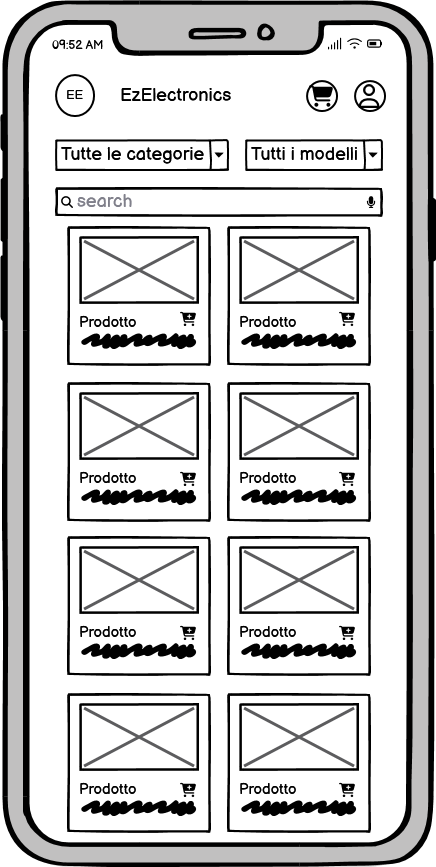 09:52 AM
EE
EzElectronics
Tutte le categorie
Tutti i modelli
search
Prodotto
Prodotto
Prodotto
Prodotto
Prodotto
Prodotto
Prodotto
Prodotto